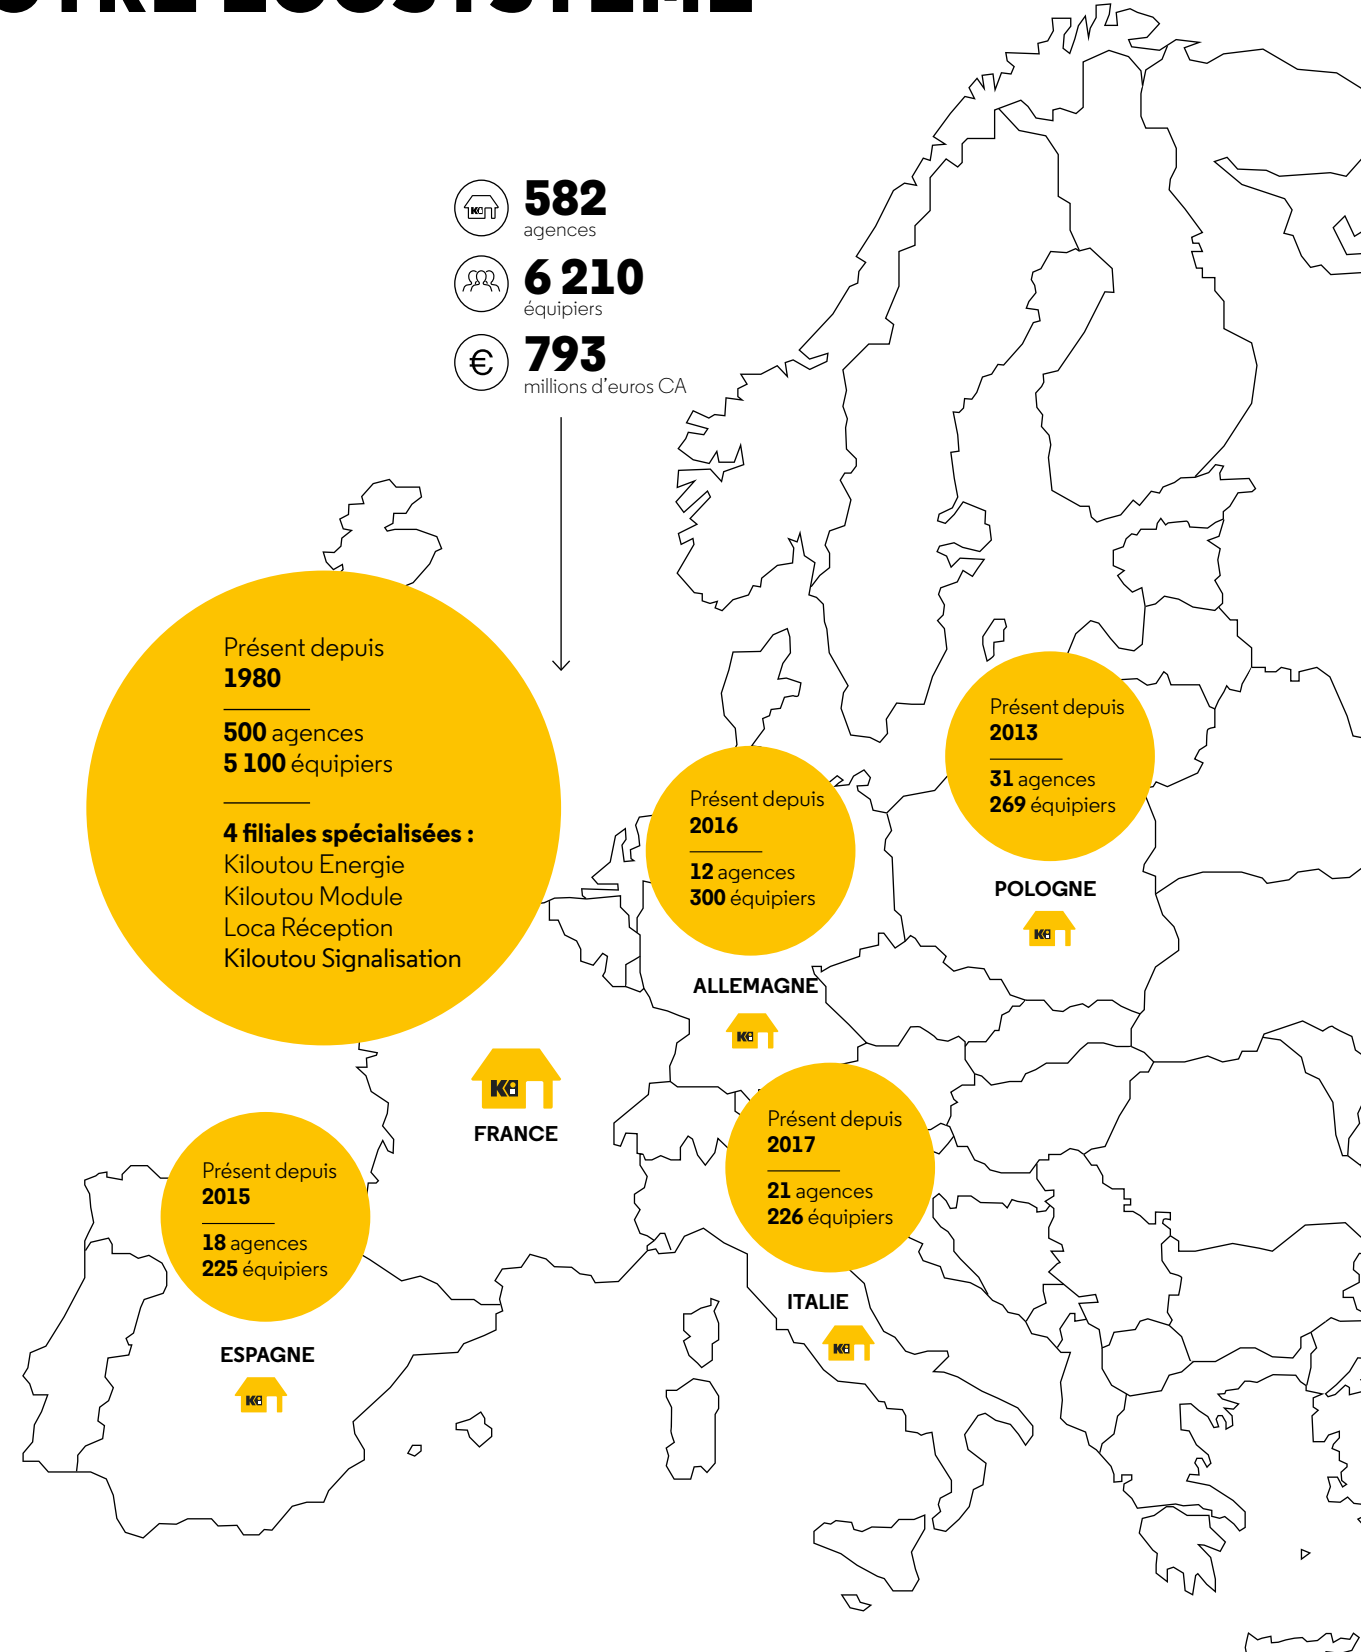 ÉCOSYSTÈME
582
agences
6 210
équipiers
€
793
millions d'euros CA
Présent depuis
1980
500 agences
5 100 équipiers
4 filiales spécialisées :
Kiloutou Energie
Kiloutou Module
Loca Réception
Kiloutou Signalisation
FRANCE
Présent depuis
2013
31 agences
269 équipiers
POLOGNE
Présent depuis
2016
12 agences
300 équipiers
ALLEMAGNE
Présent depuis
2017
21 agences
226 équipiers
ITALIE
Présent depuis
2015
18 agences
225 équipiers
ESPAGNE